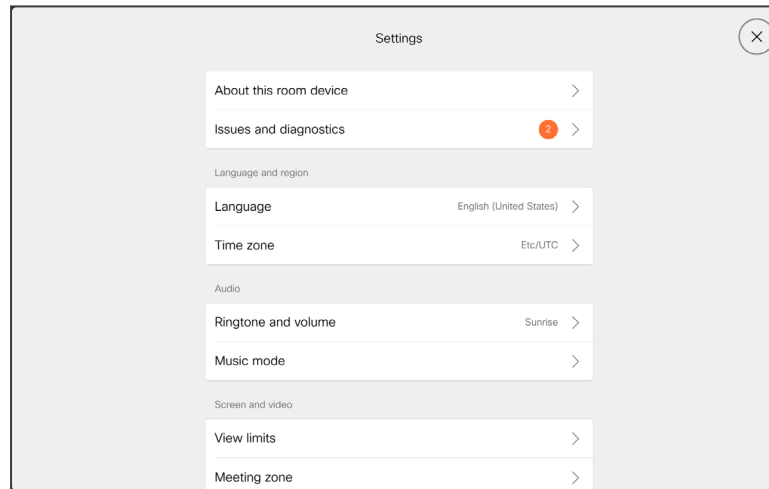 Settings
About this room device
Issues and diagnostics 2
Language and region
Language English (United States)
Time zone Etc/UTC
Audio
Ringtone and volume Sunrise
Music mode
Screen and video
View limits
Meeting zone